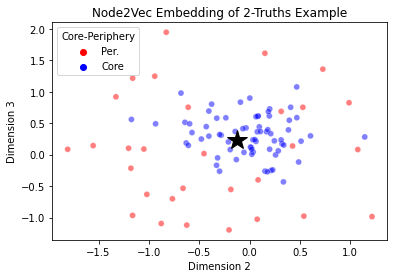 Node2Vec Embedding of 2-Truths Example
Core-Periphery
Per.
Core
Dimension 3
2.0
1.5
1.0
0.5
0.0
−0.5
−1.0
−1.5 −1.0 −0.5 0.0 0.5 1.0
Dimension 2